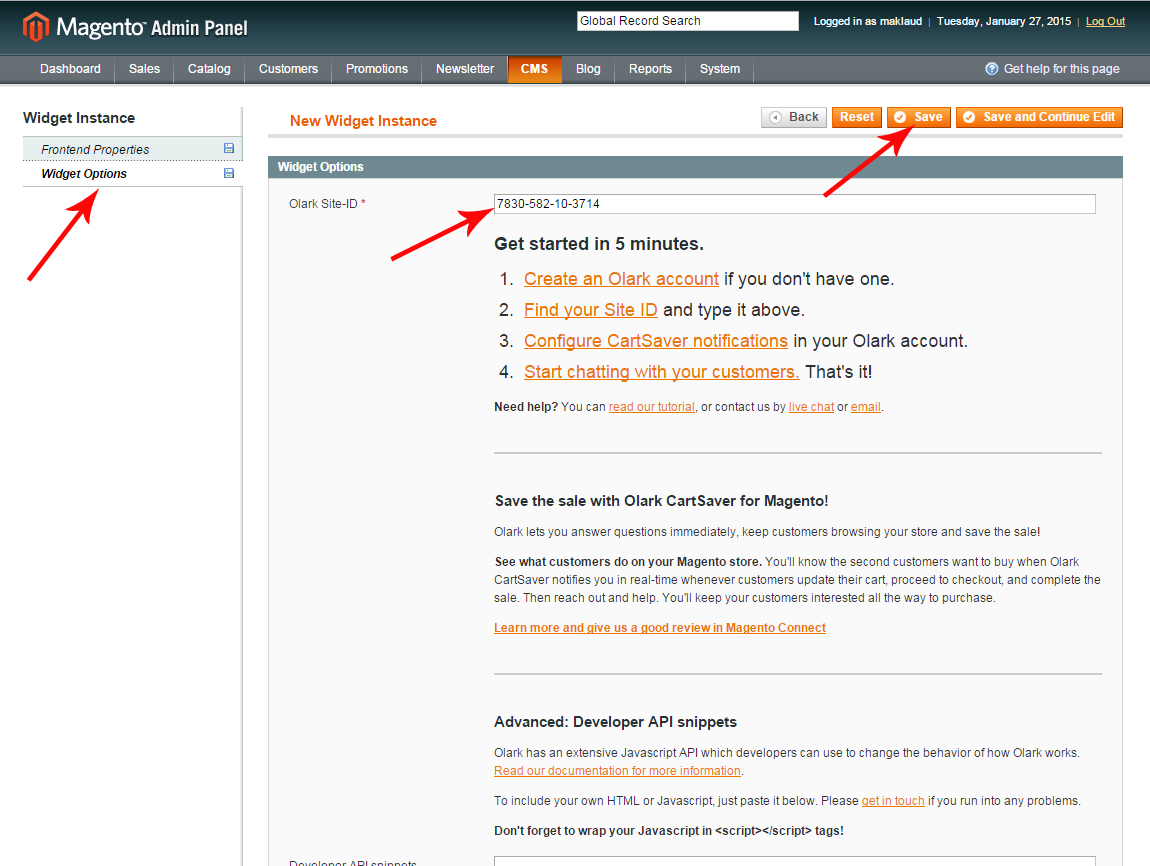 Magento™ Admin Panel
Global Record Search
Logged in as maklaud | Tuesday, January 27, 2015 | Log Out
Dashboard Sales Catalog Customers Promotions Newsletter CMS Blog Reports System Get help for this page
Widget Instance
Frontend Properties
Widget Options
New Widget Instance
Back Reset Save Save and Continue Edit
Widget Options
Olark Site-ID * 7830-582-10-3714
Get started in 5 minutes.
1. Create an Olark account if you don't have one.
2. Find your Site ID and type it above.
3. Configure CartSaver notifications in your Olark account.
4. Start chatting with your customers. That's it!
Need help? You can read our tutorial, or contact us by live chat or email.
Save the sale with Olark CartSaver for Magento!
Olark lets you answer questions immediately, keep customers browsing your store and save the sale!
See what customers do on your Magento store. You'll know the second customers want to buy when Olark
CartSaver notifies you in real-time whenever customers update their cart, proceed to checkout, and complete the
sale. Then reach out and help. You'll keep your customers interested all the way to purchase.
Learn more and give us a good review in Magento Connect
Advanced: Developer API snippets
Olark has an extensive Javascript API which developers can use to change the behavior of how Olark works.
Read our documentation for more information.
To include your own HTML or Javascript, just paste it below. Please get in touch if you run into any problems.
Don't forget to wrap your Javascript in <script></script> tags!
Developer API snippets